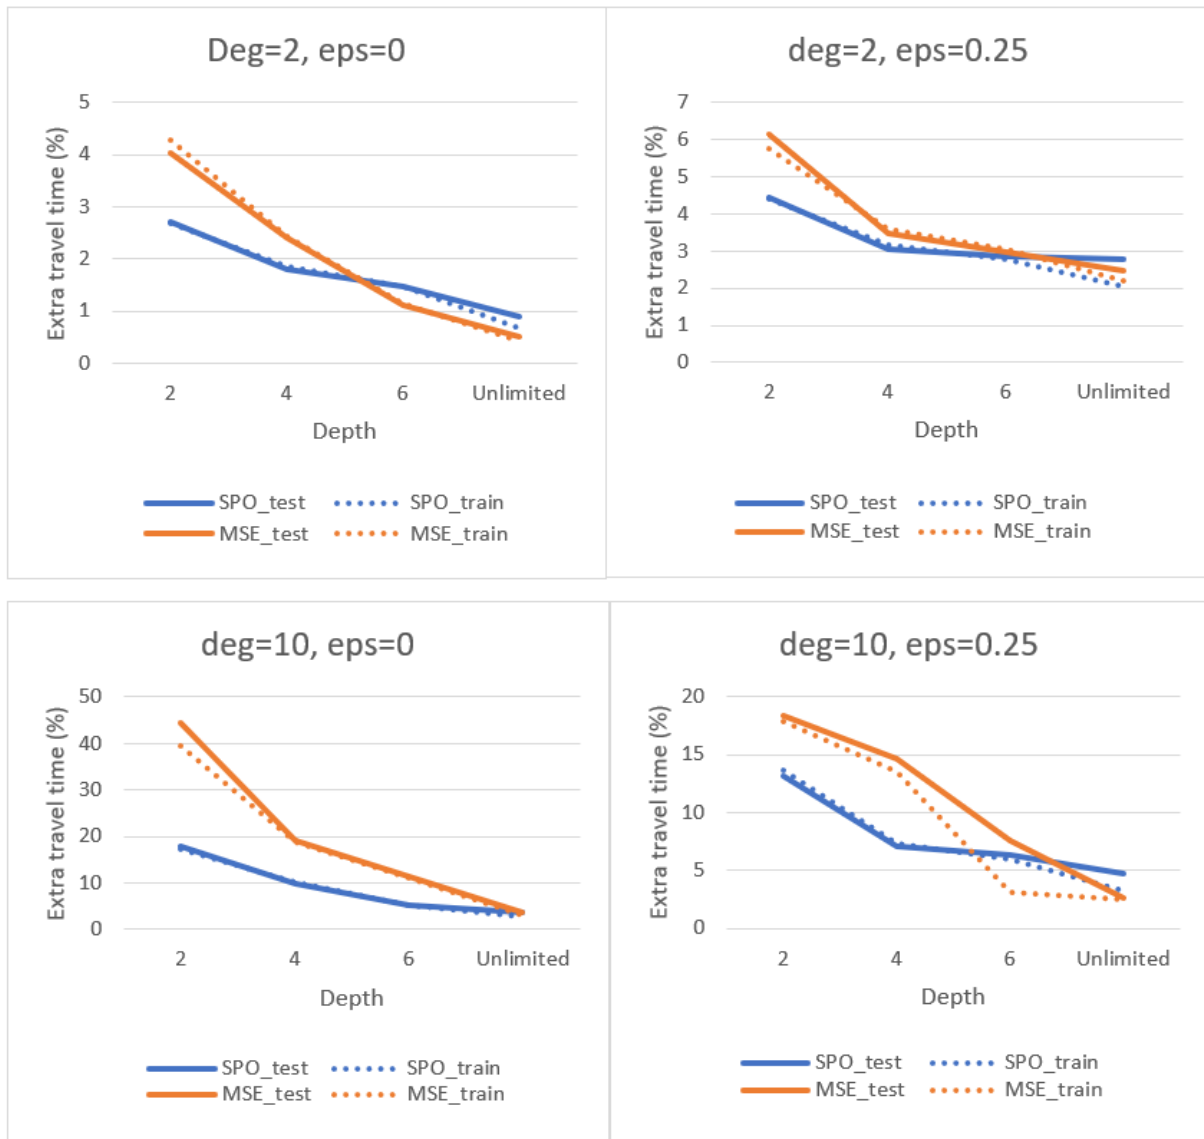 Deg=2, eps=0
Extra travel time (%)
5
4
3
2
1
0
2 4 6 Unlimited
Depth
SPO_test SPO_train
MSE_test MSE_train
deg=2, eps=0.25
Extra travel time (%)
7
6
5
4
3
2
1
0
2 4 6 Unlimited
Depth
SPO_test SPO_train
MSE_test MSE_train
deg=10, eps=0
Extra travel time (%)
50
40
30
20
10
0
2 4 6 Unlimited
Depth
SPO_test SPO_train
MSE_test MSE_train
deg=10, eps=0.25
Extra travel time (%)
20
15
10
5
0
2 4 6 Unlimited
Depth
SPO_test SPO_train
MSE_test MSE_train